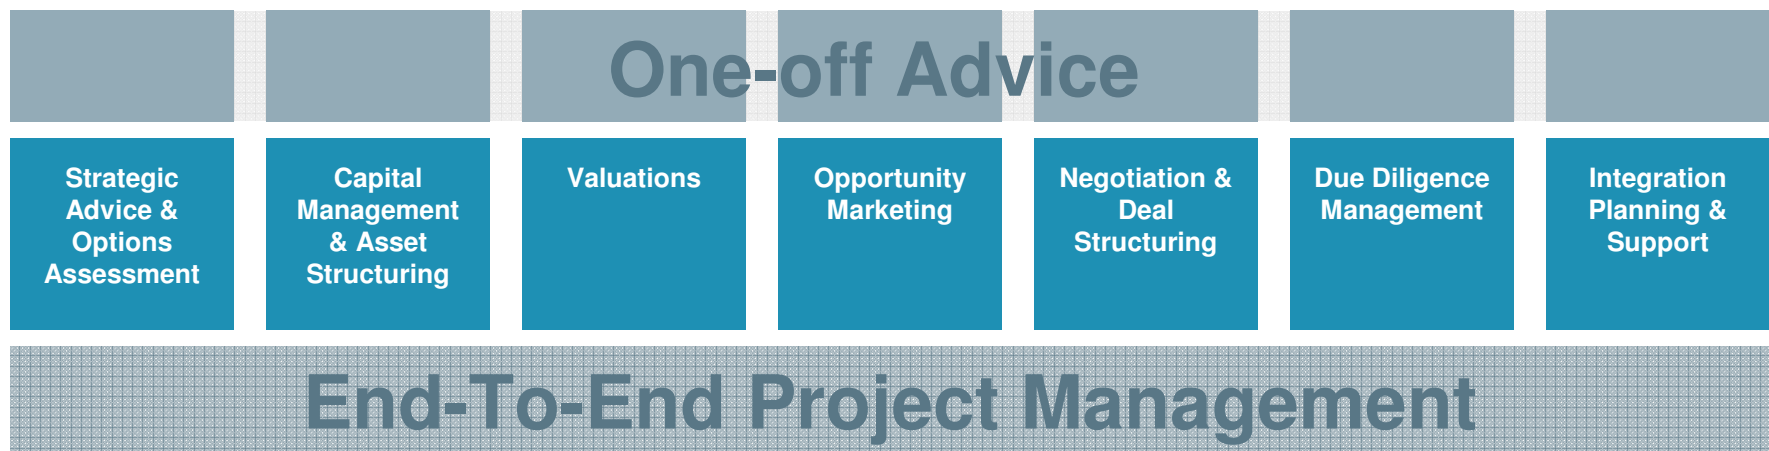 One-off Advice
Strategic
Advice &
Options
Assessment
Capital
Management
& Asset
Structuring
Valuations
Opportunity
Marketing
Negotiation &
Deal
Structuring
Due Diligence
Management
Integration
Planning &
Support
End-To-End Project Management